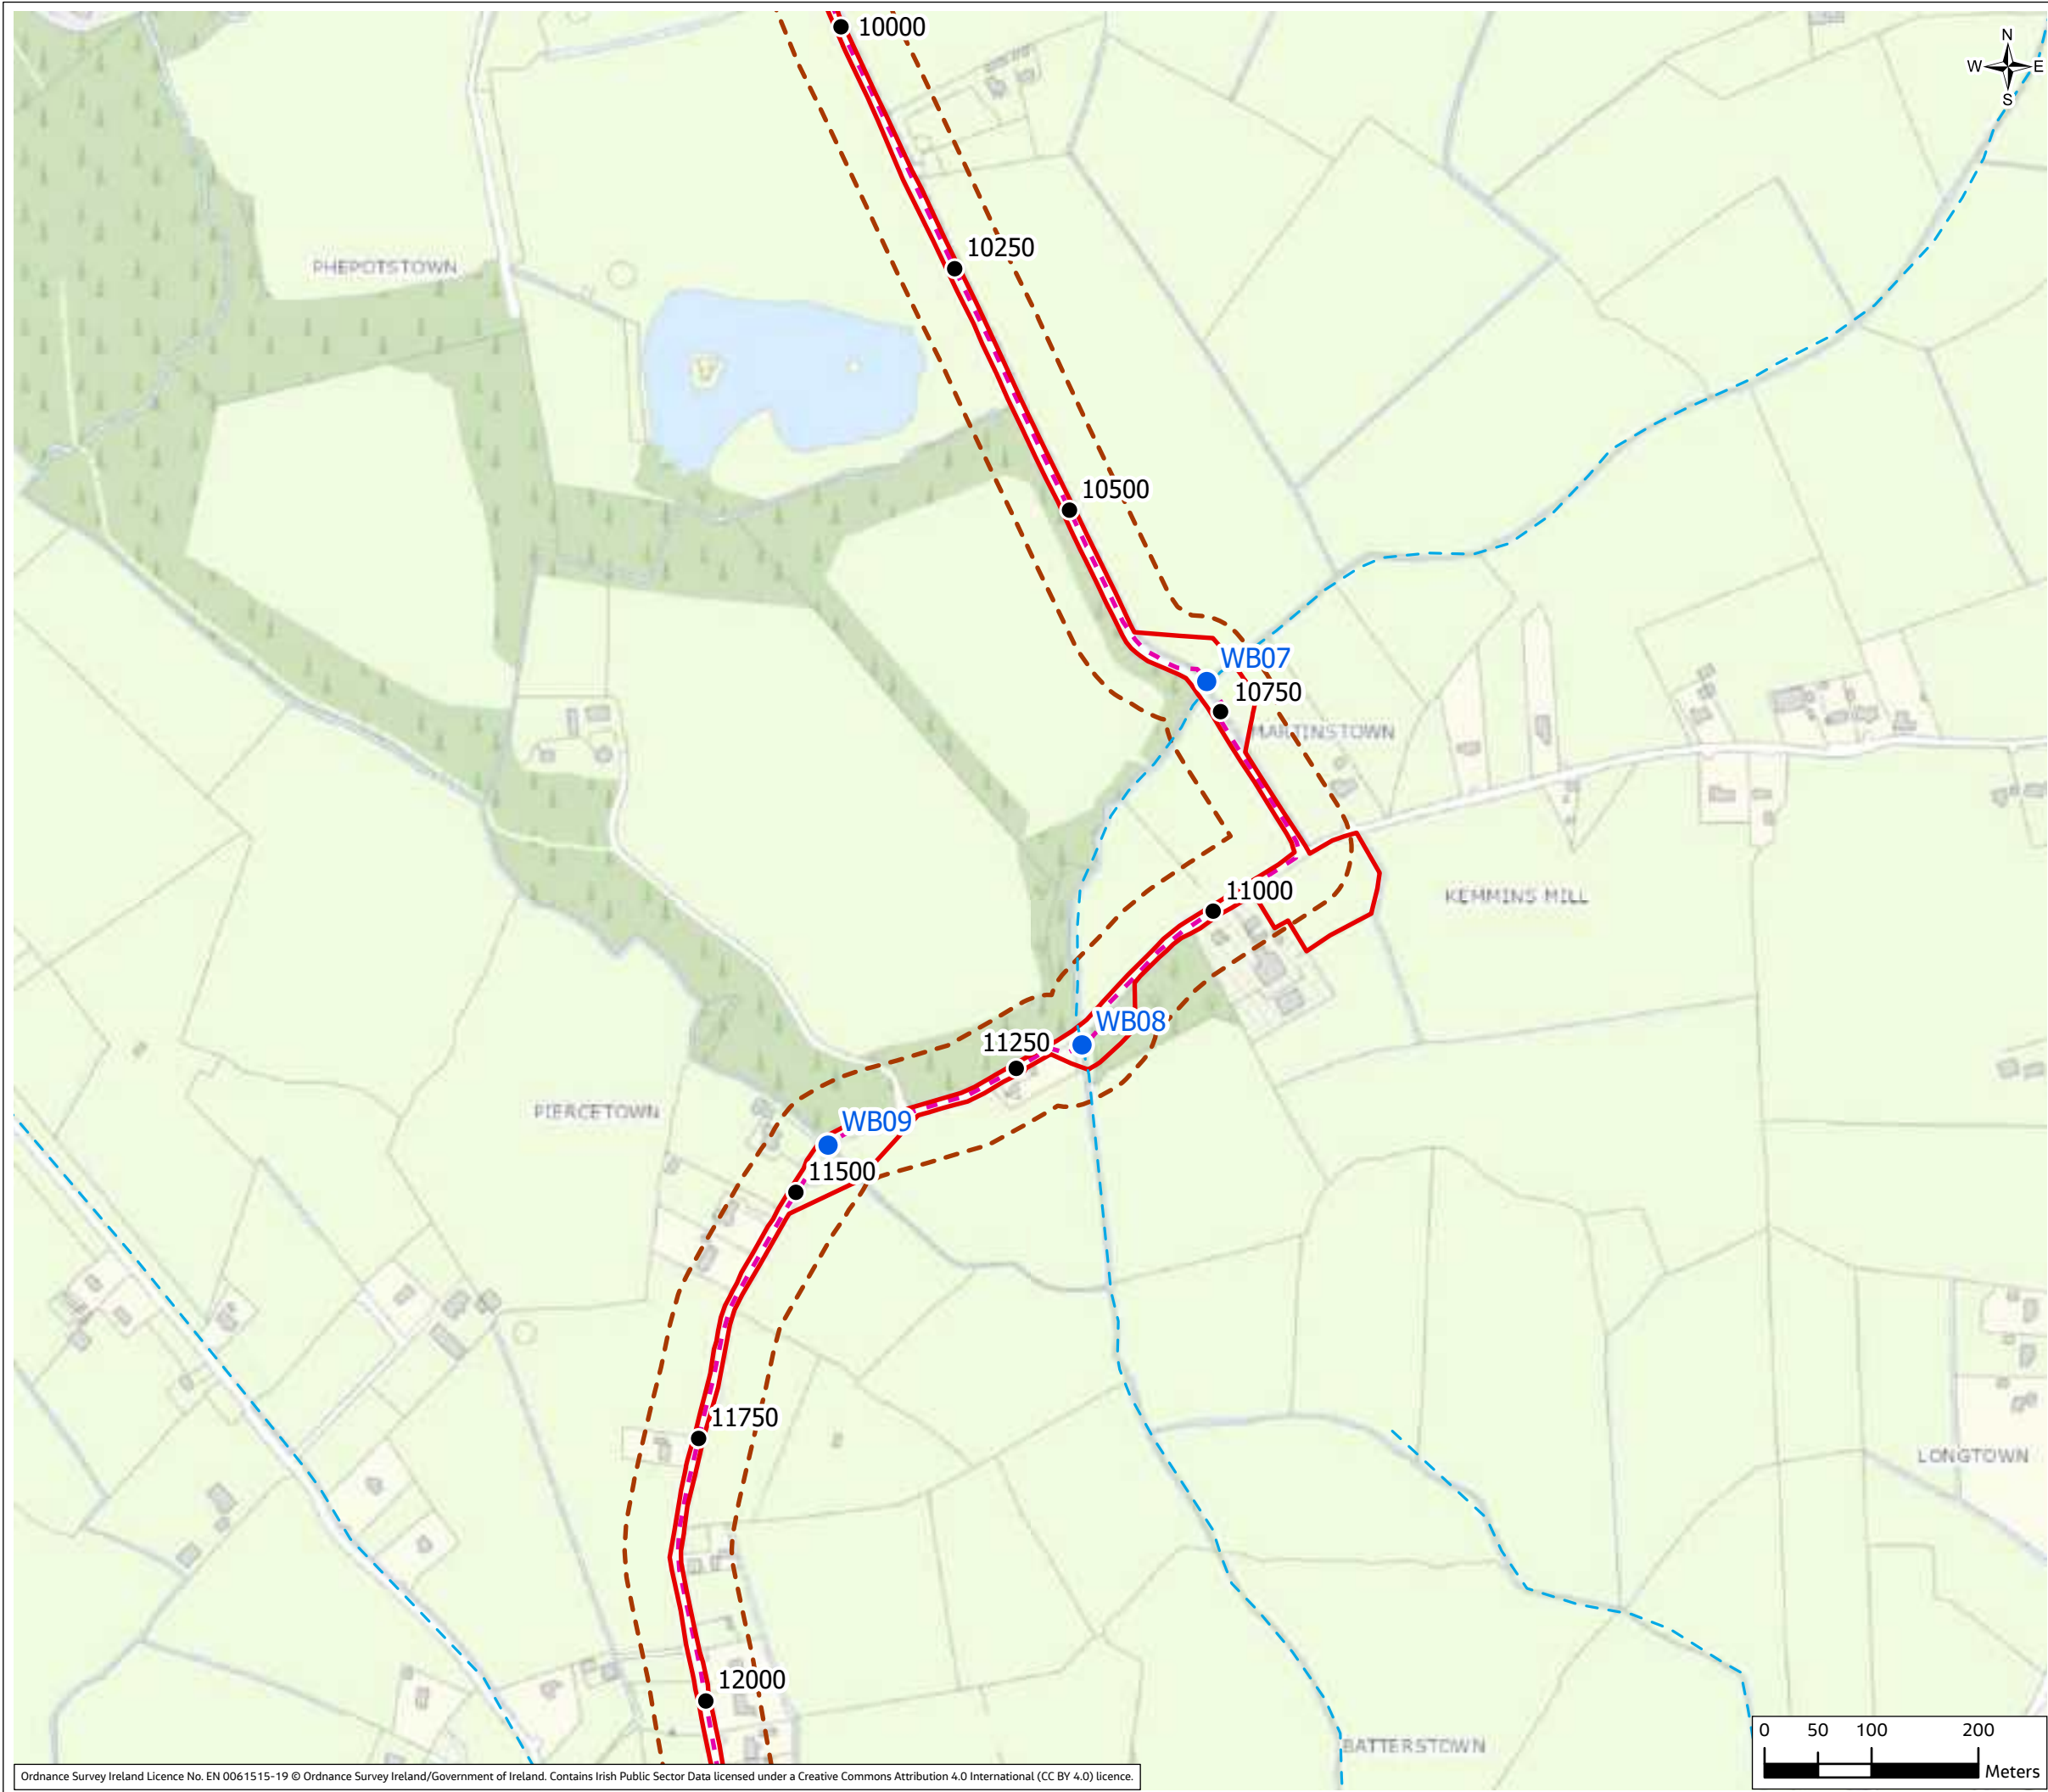 10000
N
W E
S
10250
PHEPOTSTOWN
10500
WB07
10750
MARTINSTOWN
11000
KEMMINS MILL
WB08
11250
PIERCETOWN
WB09
11500
11750
LONGTOWN
12000
BATTERSTOWN
0 50 100 200
Meters
Ordnance Survey Ireland Licence No. EN 0061515-19 © Ordnance Survey Ireland/Government of Ireland. Contains Irish Public Sector Data licensed under a Creative Commons Attribution 4.0 International (CC BY 4.0) licence.